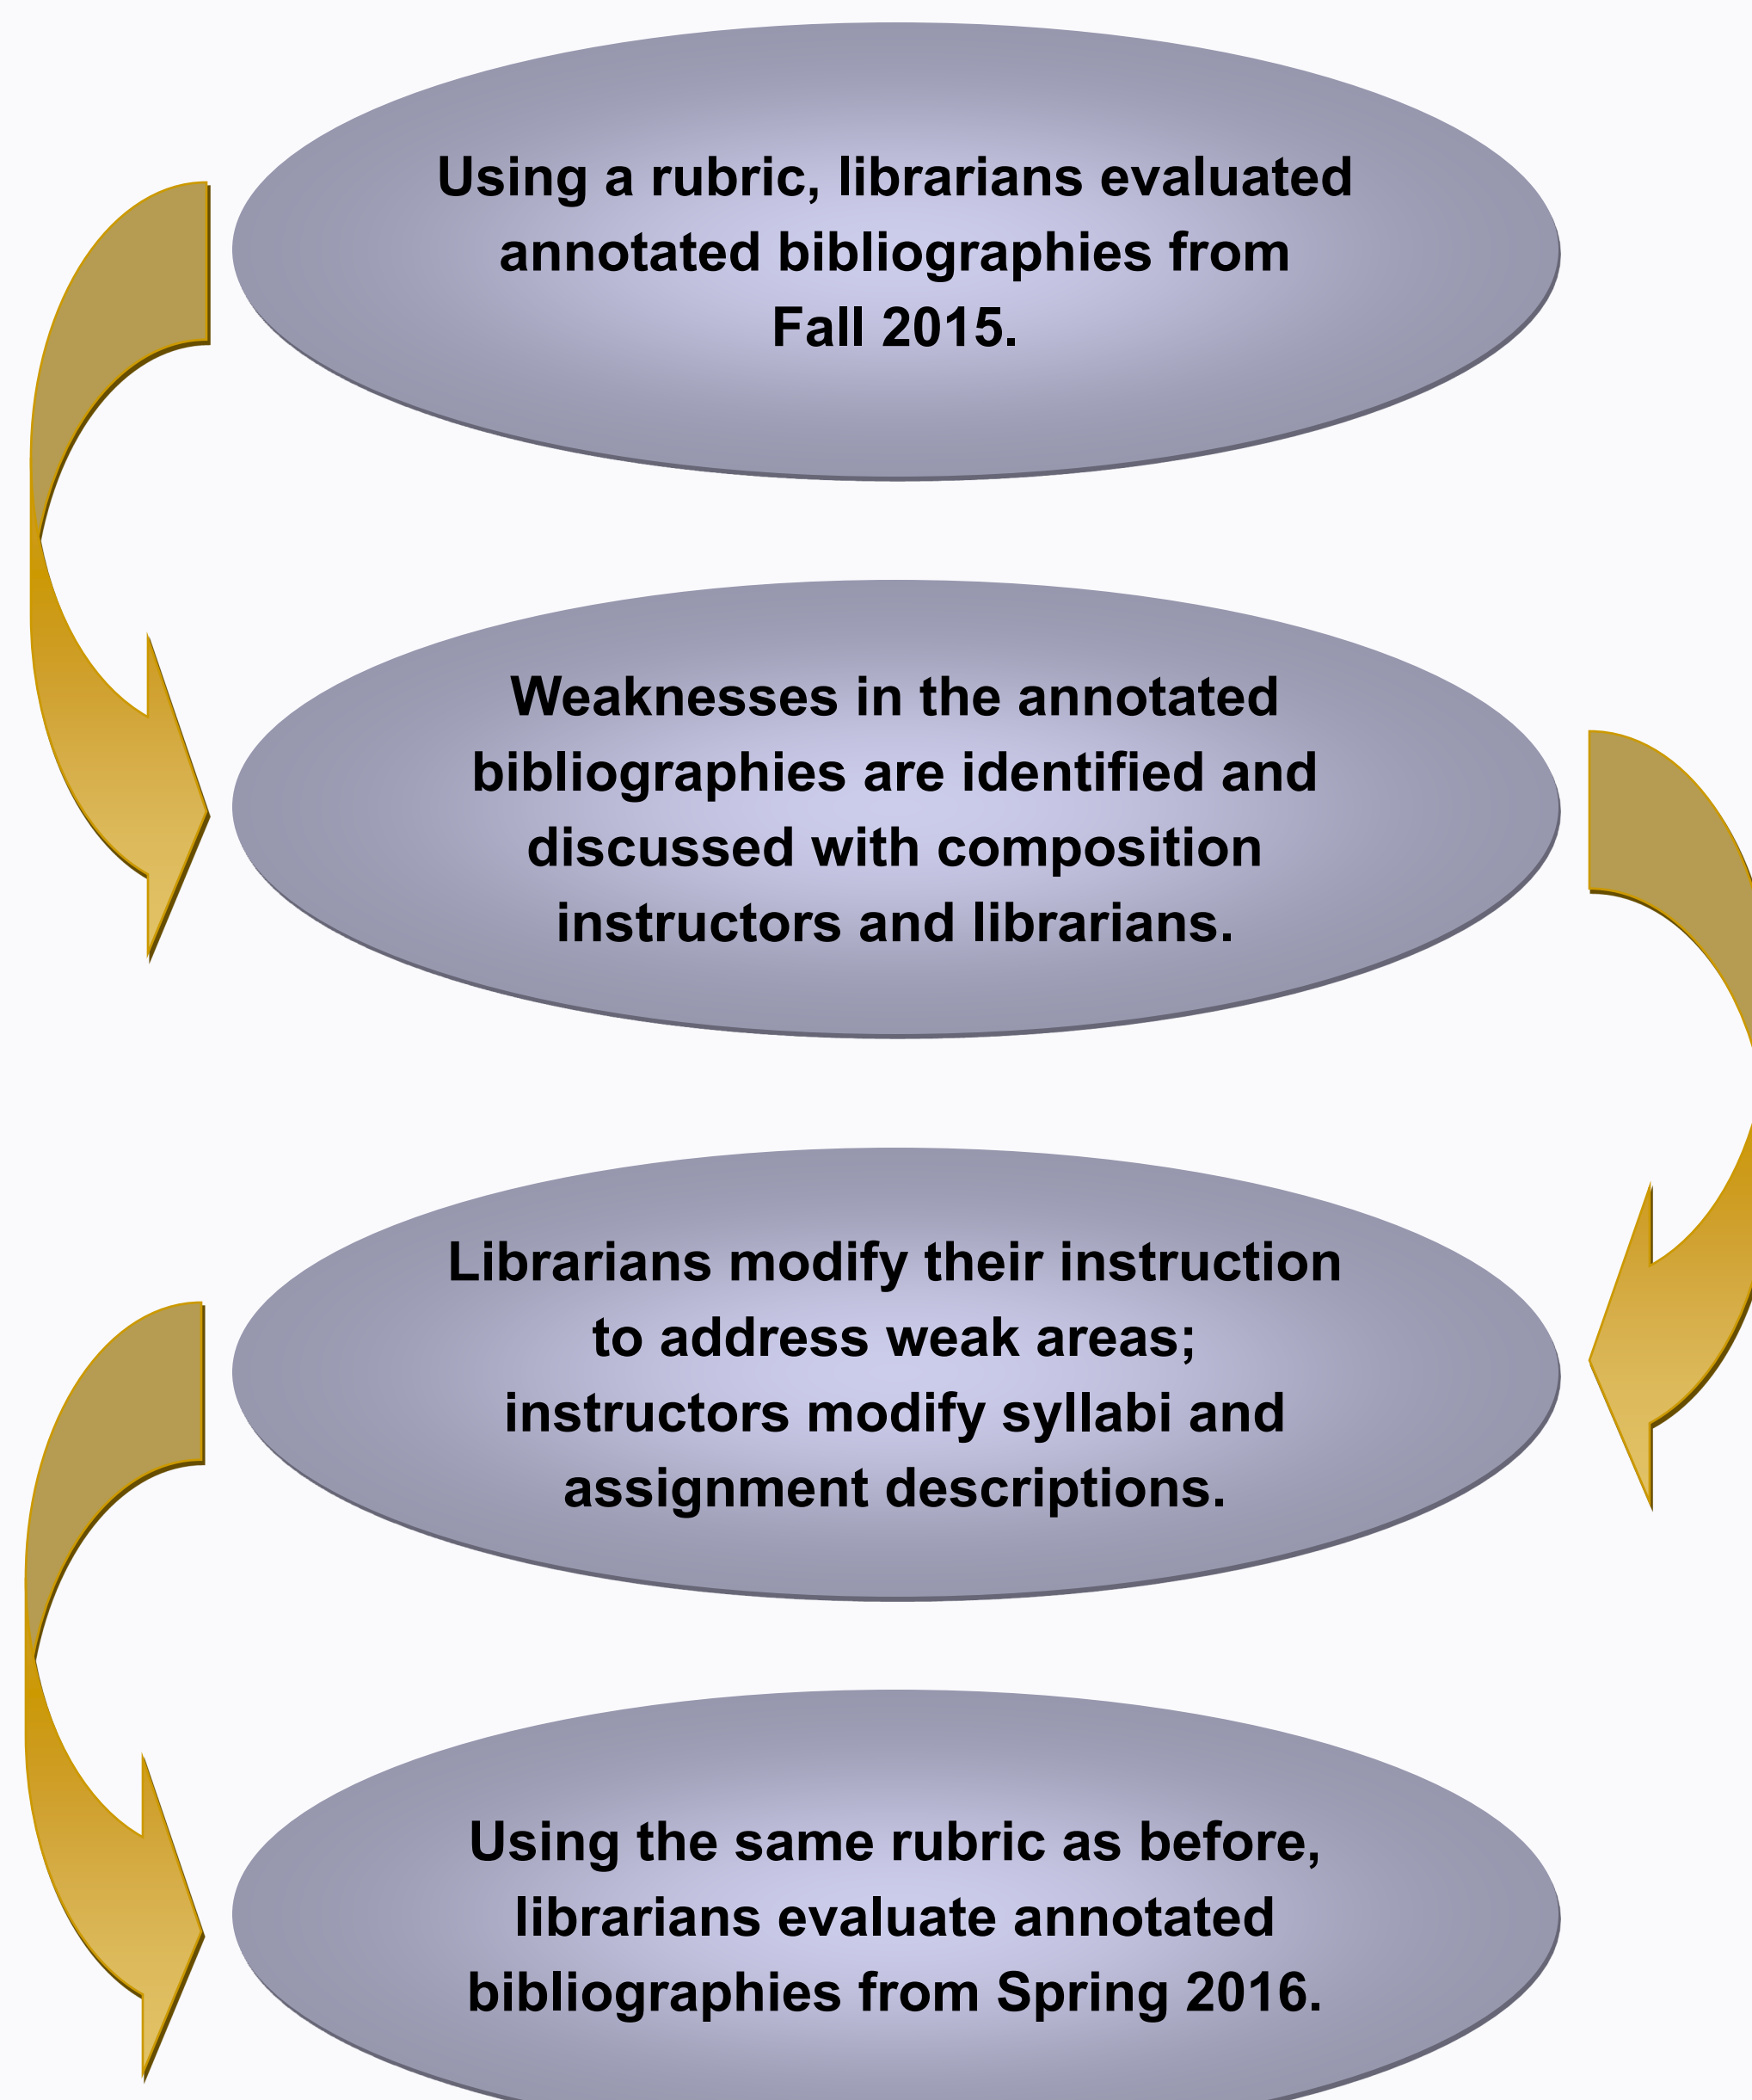 Using a rubric, librarians evaluated
annotated bibliographies from
Fall 2015.
Weaknesses in the annotated
bibliographies are identified and
discussed with composition
instructors and librarians.
Librarians modify their instruction
to address weak areas;
instructors modify syllabi and
assignment descriptions.
Using the same rubric as before,
librarians evaluate annotated
bibliographies from Spring 2016.